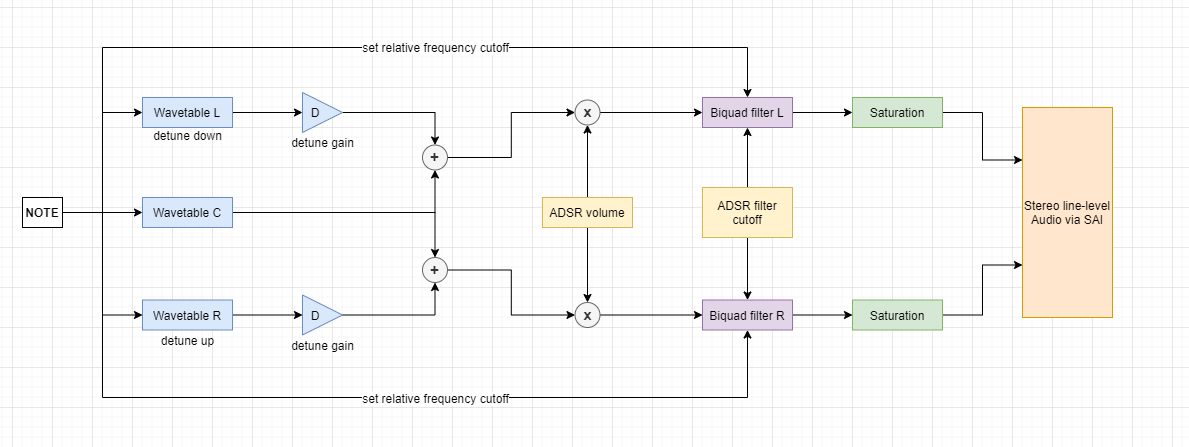 set relative frequency cutoff
Wavetable L
detune down
D
detune gain
x
Biquad filter L
Saturation
+
NOTE
Wavetable C
ADSR volume
ADSR filter
cutoff
Stereo line-level
Audio via SAI
+
Wavetable R
detune up
D
detune gain
x
Biquad filter R
Saturation
set relative frequency cutoff